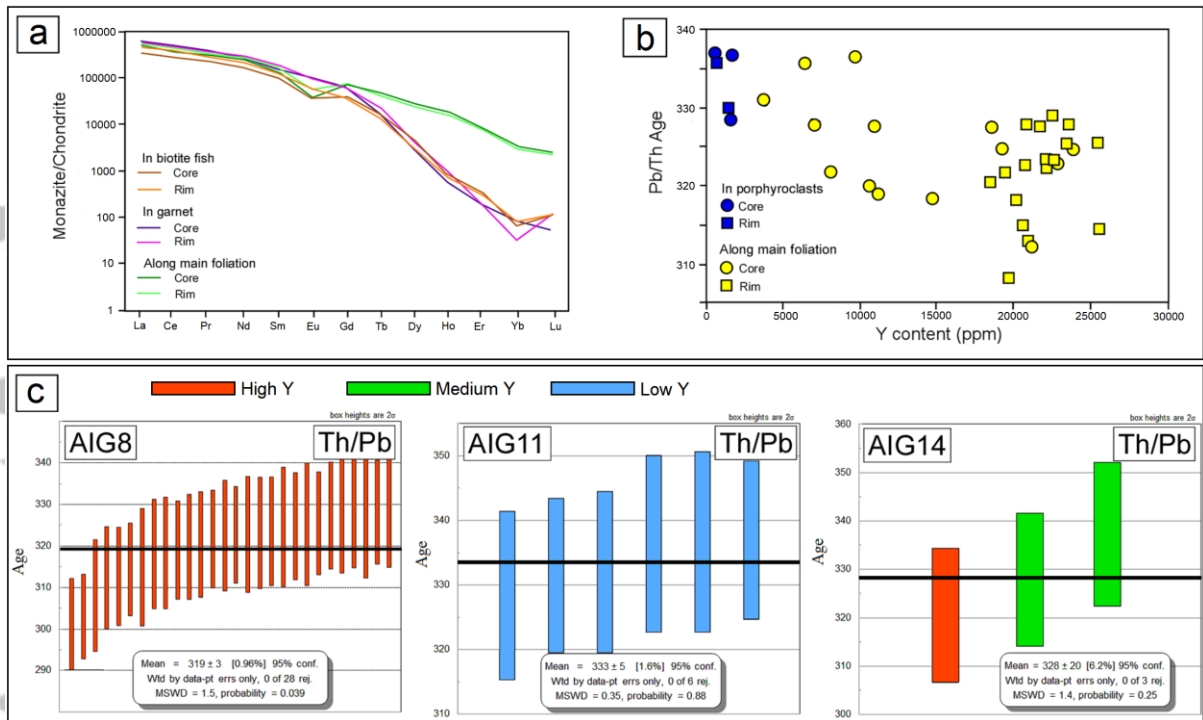 a
Monazite/Chondrite
1000000
100000
10000
1000
100
10
1
In biotite fish
Core
Rim
In garnet
Core
Rim
Along main foliation
Core
Rim
La Ce Pr Nd Sm Eu Gd Tb Dy Ho Er Yb Lu
b
Pb/Th Age
340
330
320
310
In porphyroclasts
Core
Rim
Along main foliation
Core
Rim
0 5000 10000 15000 20000 25000 30000
Y content (ppm)
c
High Y Medium Y Low Y
box heights are 2σ
AIG8 Th/Pb
Age
340
330
320
310
300
290
Mean = 319 ± 3 [0.96%] 95% conf.
Wtd by data-pt errs only, 0 of 28 rej.
MSWD = 1.5, probability = 0.039
box heights are 2σ
AIG11 Th/Pb
Age
350
340
330
320
310
Mean = 333 ± 5 [1.6%] 95% conf.
Wtd by data-pt errs only, 0 of 6 rej.
MSWD = 0.35, probability = 0.88
box heights are 2σ
AIG14 Th/Pb
Age
360
350
340
330
320
310
300
Mean = 328 ± 20 [6.2%] 95% conf.
Wtd by data-pt errs only, 0 of 3 rej.
MSWD = 1.4, probability = 0.25